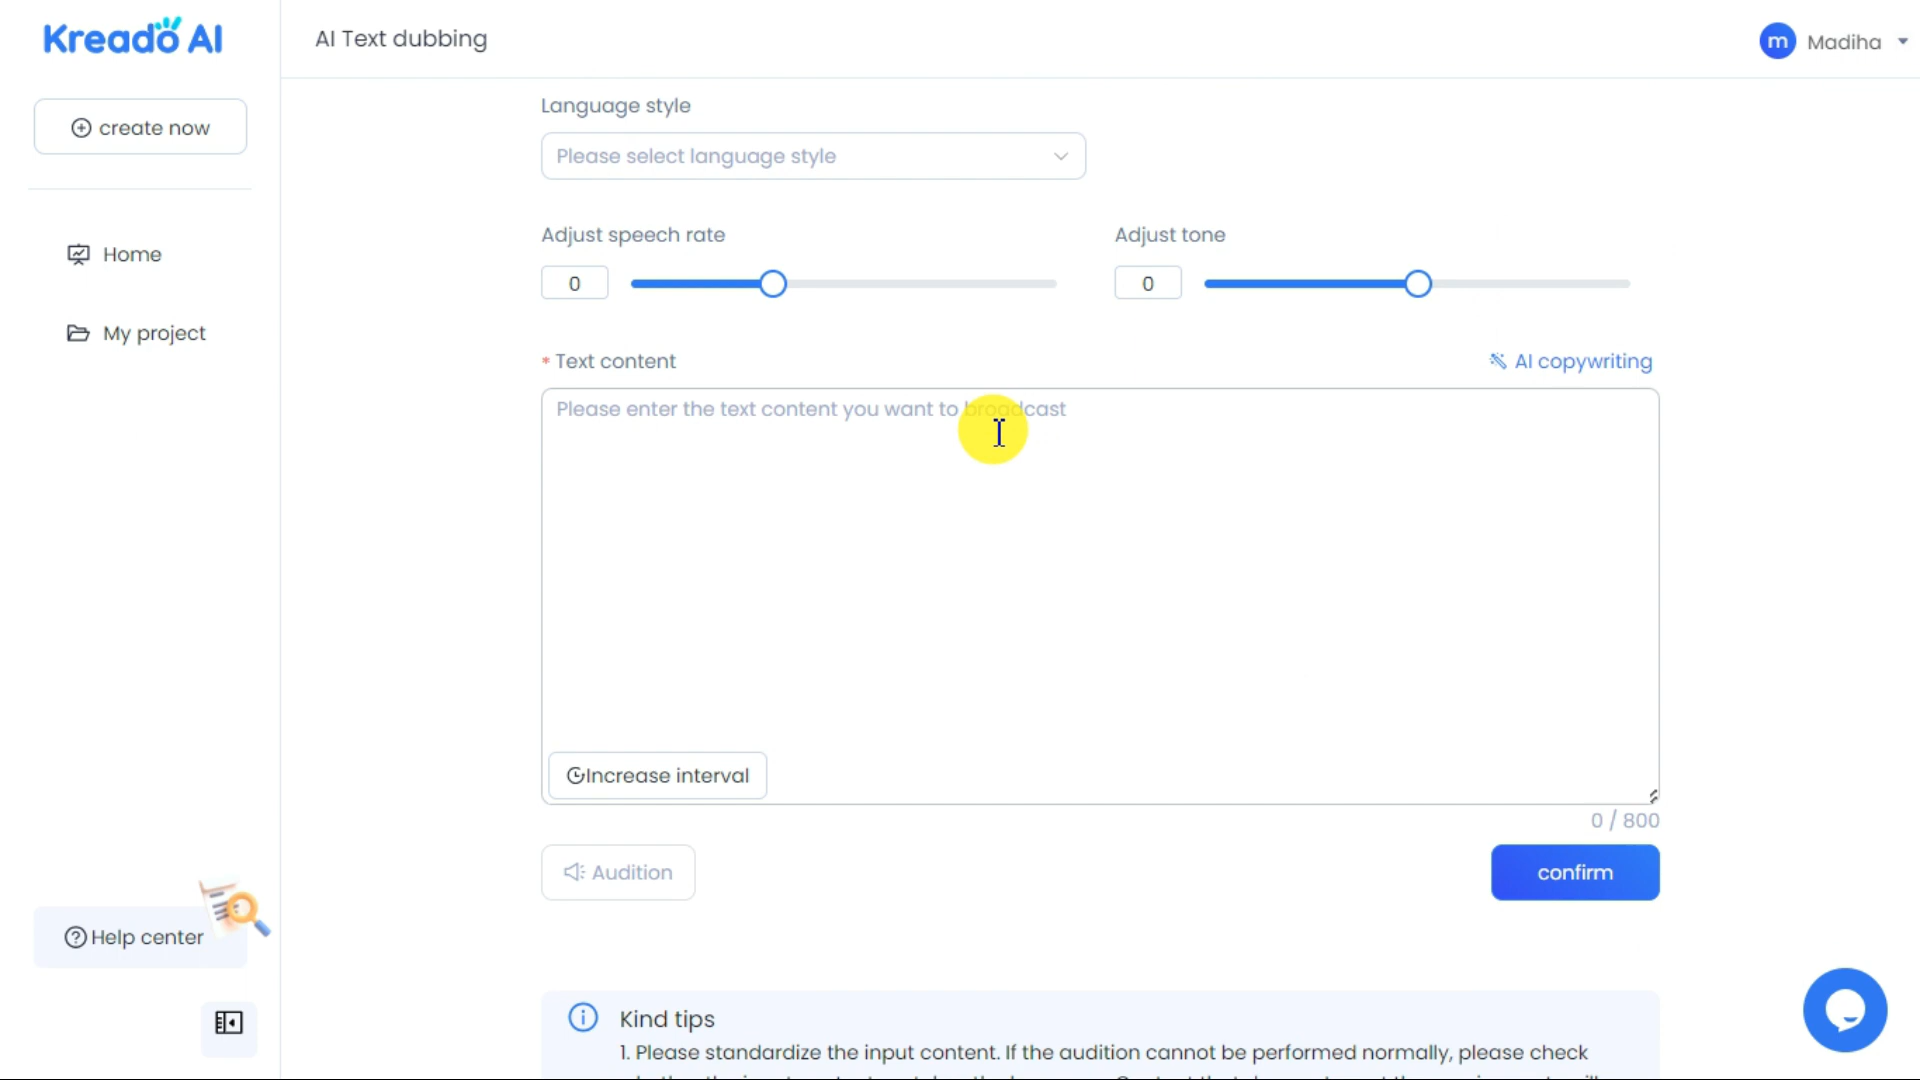 Kreado AI
AI Text dubbing
m Madiha
create now
Home
My project
Language style
Please select language style
Adjust speech rate
0
Adjust tone
0
* Text content
AI copywriting
Please enter the text content you want to broadcast
Increase interval
0 / 800
Audition
confirm
Help center
Kind tips
1. Please standardize the input content. If the audition cannot be performed normally, please check